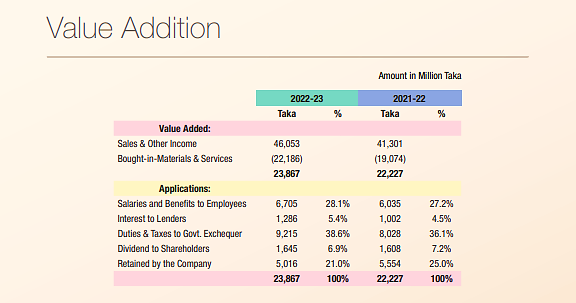 Value Addition
Amount in Million Taka
2022-23 2021-22
Taka % Taka %
Value Added:
Sales & Other Income 46,053 41,301
Bought-in-Materials & Services (22,186) (19,074)
23,867 22,227
Applications:
Salaries and Benefits to Employees 6,705 28.1% 6,035 27.2%
Interest to Lenders 1,286 5.4% 1,002 4.5%
Duties & Taxes to Govt. Exchequer 9,215 38.6% 8,028 36.1%
Dividend to Shareholders 1,645 6.9% 1,608 7.2%
Retained by the Company 5,016 21.0% 5,554 25.0%
23,867 100% 22,227 100%